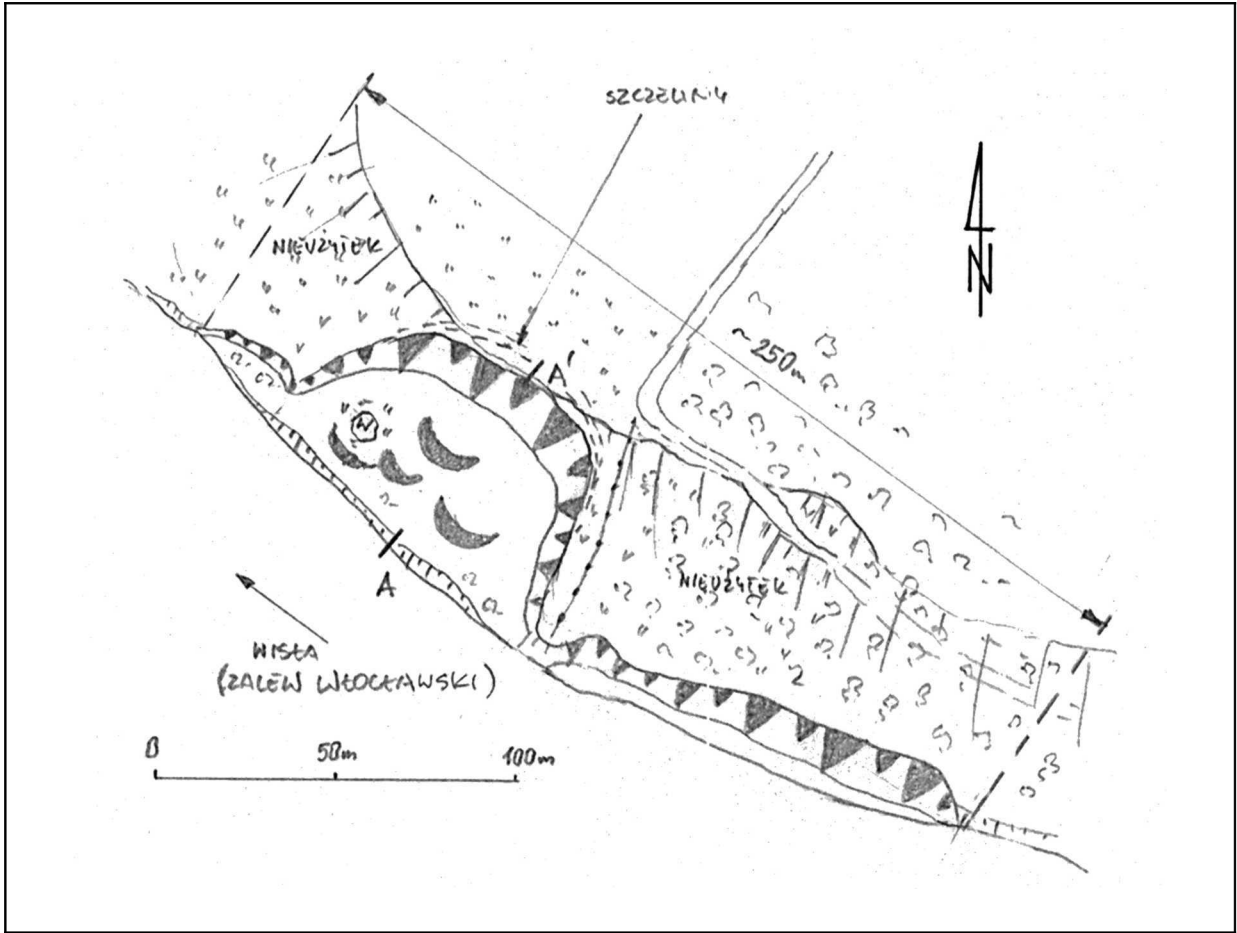 SZCZELINY
NIEUŻYTEK
N
A'
~250m
W
NIEUŻYTEK
A
WISŁA
(ZALEW WŁOCŁAWSKI)
0 50m 100m